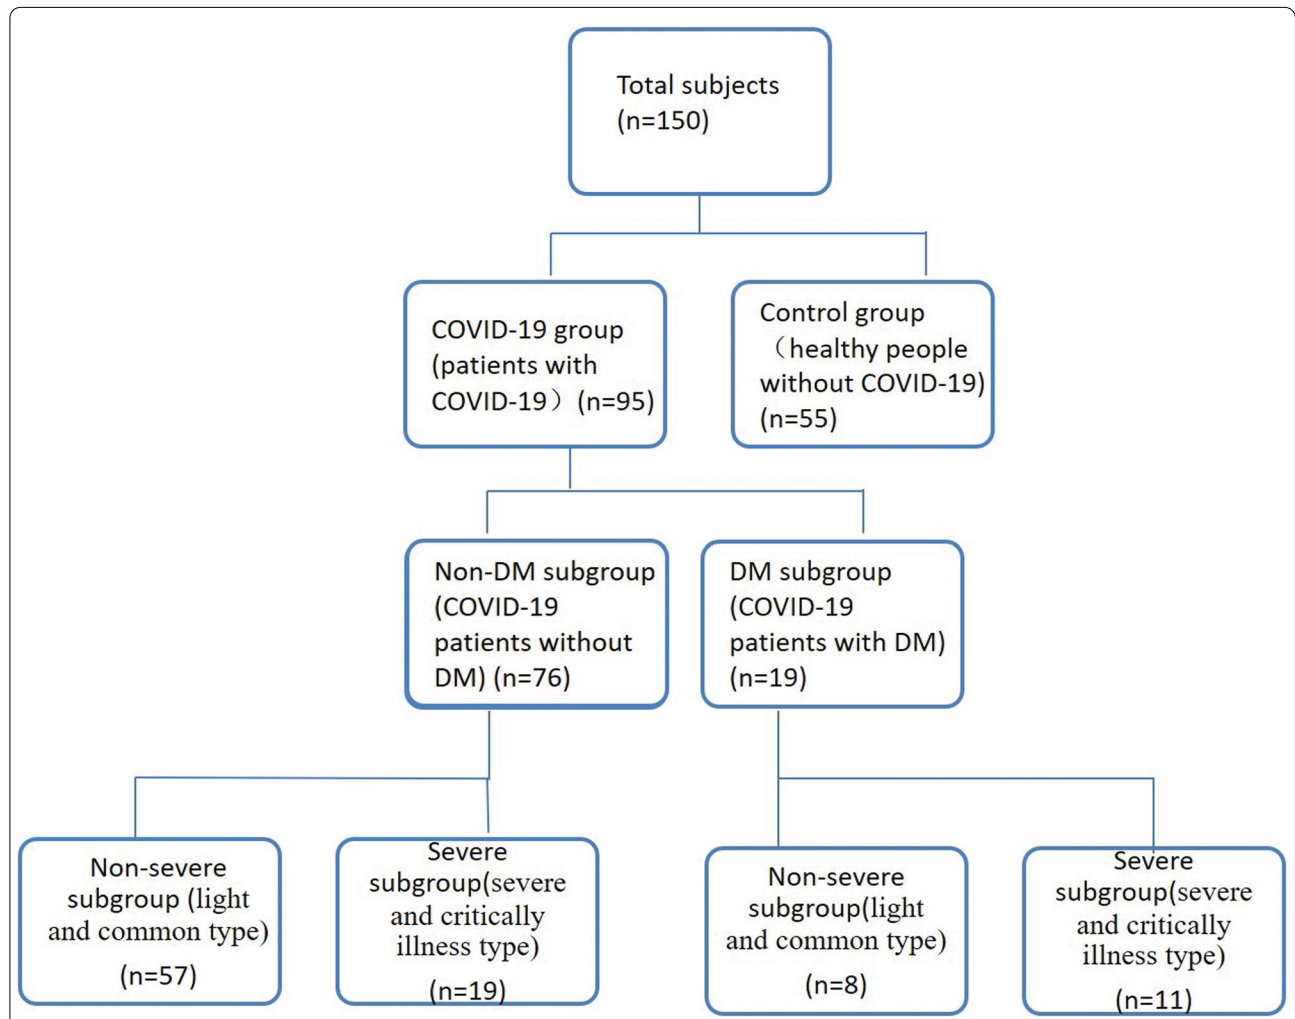 Total subjects
(n=150)
COVID-19 group
(patients with
COVID-19）(n=95)
Control group
（healthy people
without COVID-19)
(n=55)
Non-DM subgroup
(COVID-19
patients without
DM) (n=76)
DM subgroup
(COVID-19
patients with DM)
(n=19)
Non-severe
subgroup (light
and common type)
(n=57)
Severe
subgroup(severe
and critically
illness type)
(n=19)
Non-severe
subgroup(light
and common type)
(n=8)
Severe
subgroup(severe
and critically
illness type)
(n=11)